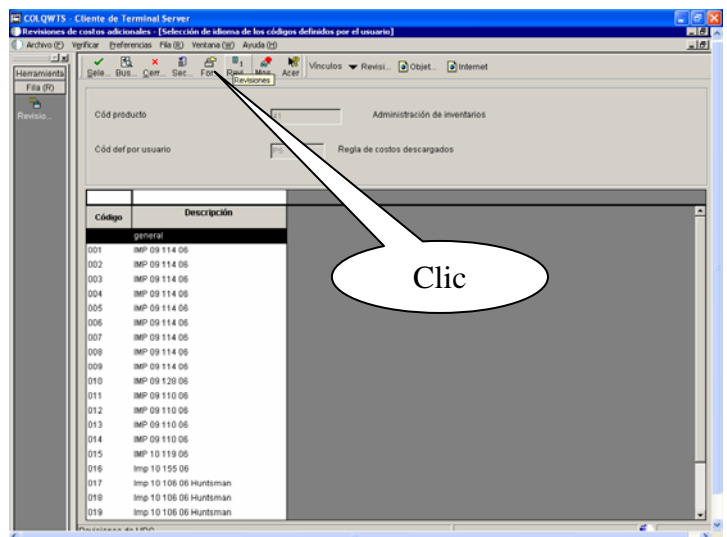 COLQWTS - Cliente de Terminal Server
Revisiones de costos adicionales - [Selección de idioma de los códigos definidos por el usuario]
Archivo (F) Verificar Preferencias Fila (R) Ventana (W) Ayuda (H)
Herramienta
Fila (R)
Revisio...
Sele... Bus... Cerr... Sec... For... Revi... Mos... Acer
Vínculos Revisi... Objet... Internet
Revisiones
Cód producto 41 Administración de inventarios
Cód def por usuario P5 Regla de costos descargados
Código Descripción
general
001 IMP 09 114 06
002 IMP 09 114 06
003 IMP 09 114 06
004 IMP 09 114 06
005 IMP 09 114 06
006 IMP 09 114 06
007 IMP 09 114 06
008 IMP 09 114 06
009 IMP 09 114 06
010 IMP 09 128 06
011 IMP 09 110 06
012 IMP 09 110 06
013 IMP 09 110 06
014 IMP 09 110 06
015 IMP 10 119 06
016 Imp 10 155 06
017 Imp 10 106 06 Huntsman
018 Imp 10 106 06 Huntsman
019 Imp 10 106 06 Huntsman
Clic
Revisiones de UDC